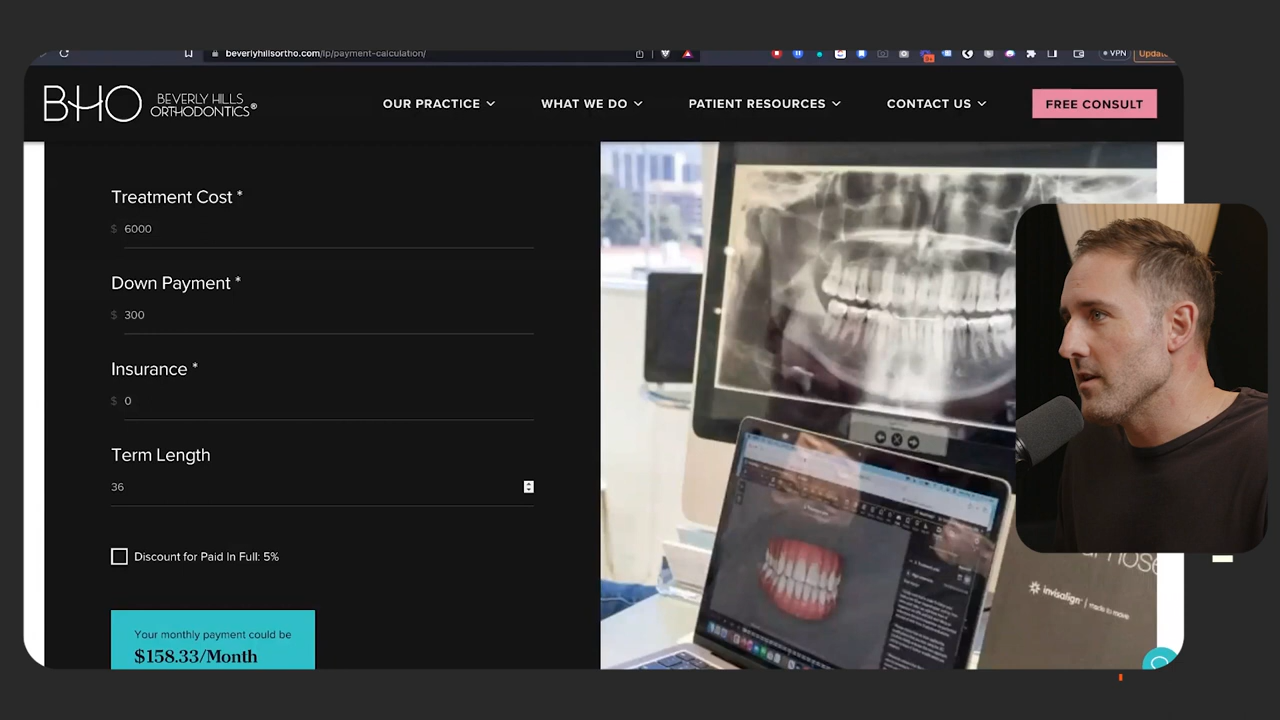 beverlyhillsortho.com/lp/payment-calculation/
VPN
Update
BHO BEVERLY HILLS
ORTHODONTICS®
OUR PRACTICE
WHAT WE DO
PATIENT RESOURCES
CONTACT US
FREE CONSULT
Treatment Cost *
$ 6000
Down Payment *
$ 300
Insurance *
$ 0
Term Length
36
Discount for Paid In Full: 5%
Your monthly payment could be
$158.33/Month
invisalign | made to move